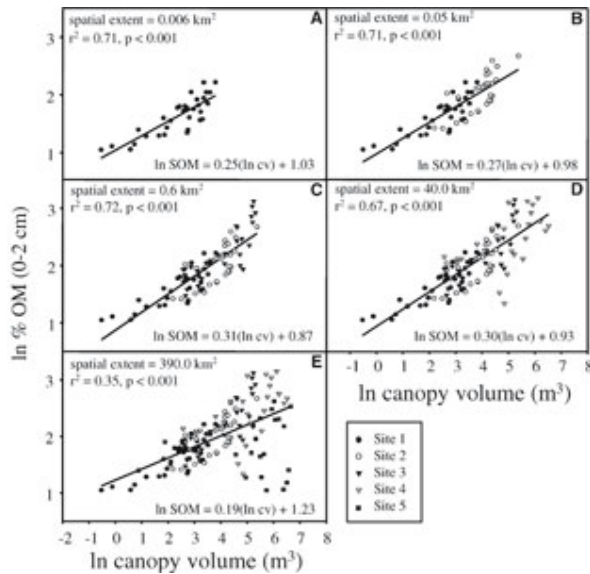 spatial extent = 0.006 km² A
r² = 0.71, p < 0.001
ln SOM = 0.25(ln cv) + 1.03
spatial extent = 0.05 km² B
r² = 0.71, p < 0.001
ln SOM = 0.27(ln cv) + 0.98
spatial extent = 0.6 km² C
r² = 0.72, p < 0.001
ln SOM = 0.31(ln cv) + 0.87
spatial extent = 40.0 km² D
r² = 0.67, p < 0.001
ln SOM = 0.30(ln cv) + 0.93
spatial extent = 390.0 km² E
r² = 0.35, p < 0.001
ln SOM = 0.19(ln cv) + 1.23
ln % OM (0-2 cm)
3
2
1
3
2
1
3
2
1
-2 -1 0 1 2 3 4 5 6 7 8
ln canopy volume (m³)
-1 0 1 2 3 4 5 6 7 8
ln canopy volume (m³)
Site 1
Site 2
Site 3
Site 4
Site 5